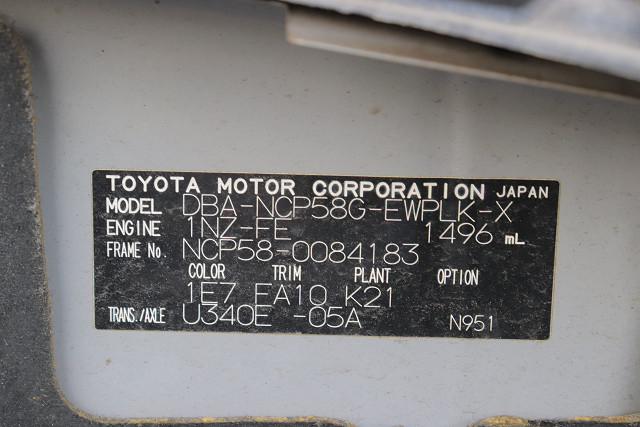 TOYOTA MOTOR CORPORATION JAPAN
MODEL DBA-NCP58G-EWPLK-X
ENGINE 1NZ-FE 1496 mL
FRAME No. NCP58-0084183
COLOR TRIM PLANT OPTION
1E7 FA10 K21
TRANS./AXLE U340E -05A N951